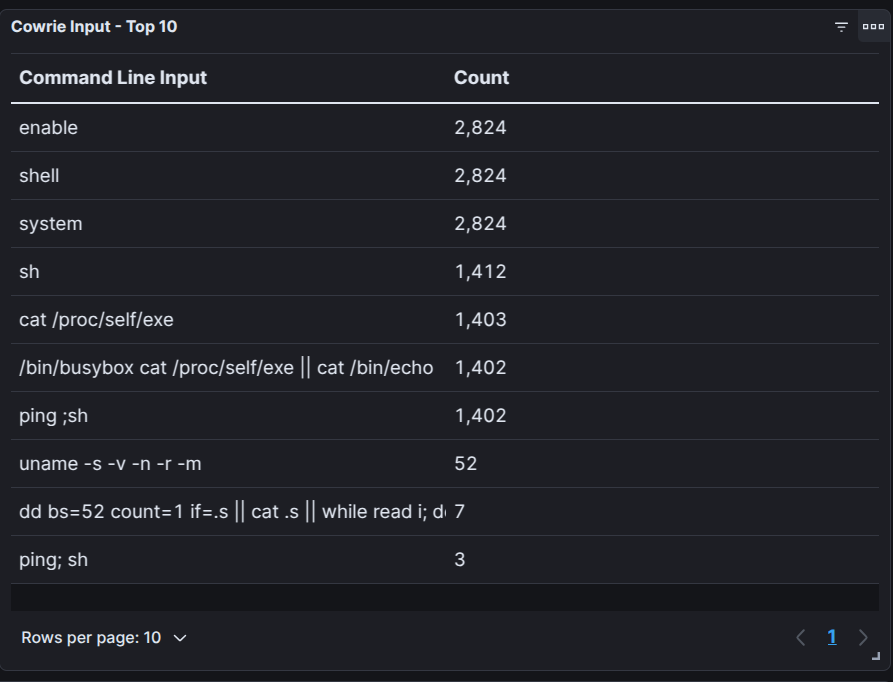 Cowrie Input - Top 10
Command Line Input Count
enable 2,824
shell 2,824
system 2,824
sh 1,412
cat /proc/self/exe 1,403
/bin/busybox cat /proc/self/exe || cat /bin/echo 1,402
ping ;sh 1,402
uname -s -v -n -r -m 52
dd bs=52 count=1 if=.s || cat .s || while read i; d 7
ping; sh 3
Rows per page: 10 1